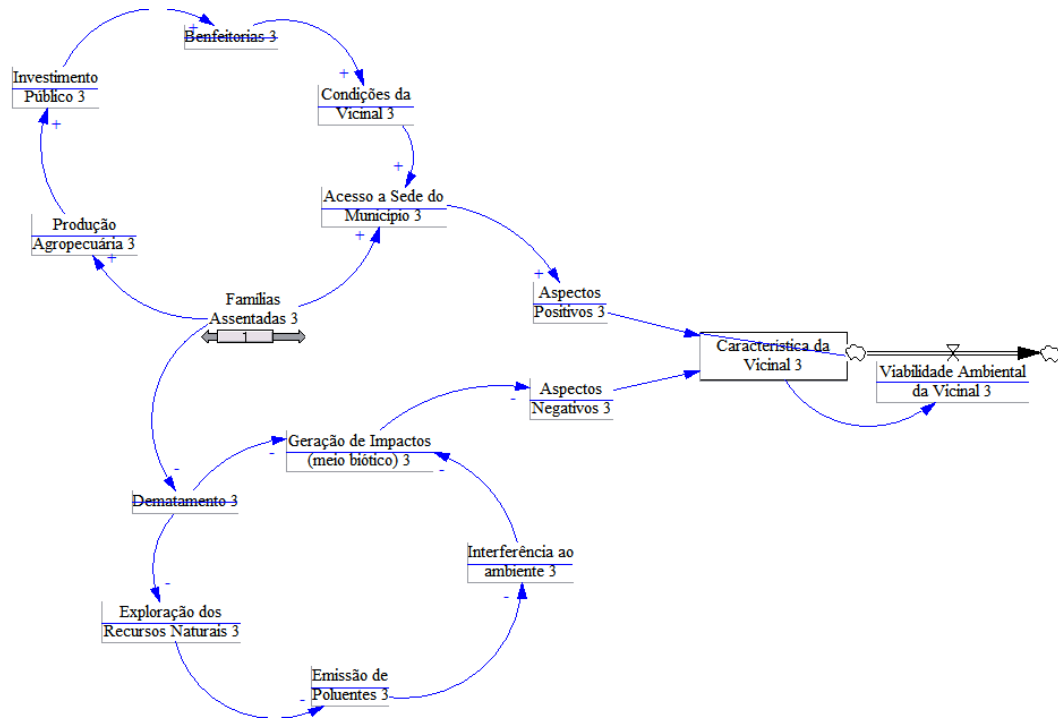 Benfeitorias 3
Investimento
Público 3
Condições da
Vicinal 3
Acesso a Sede do
Município 3
Produção
Agropecuária 3
Famílias
Assentadas 3
1
Aspectos
Positivos 3
Característica da
Vicinal 3
Viabilidade Ambiental
da Vicinal 3
Aspectos
Negativos 3
Geração de Impactos
(meio biótico) 3
Dematamento 3
Interferência ao
ambiente 3
Exploração dos
Recursos Naturais 3
Emissão de
Poluentes 3